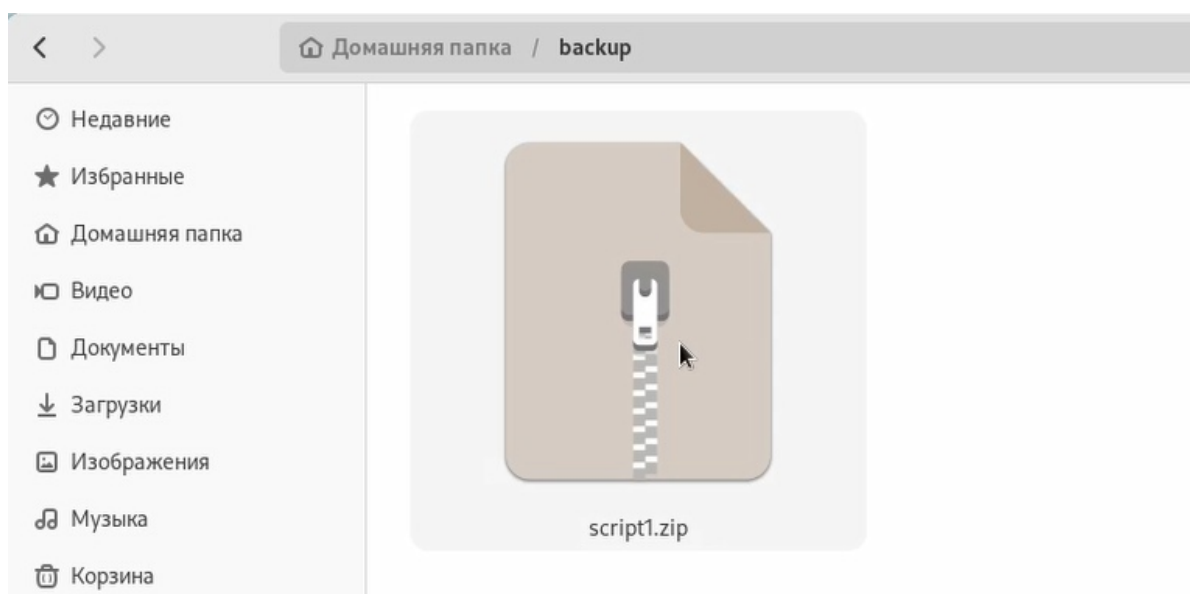 Домашняя папка / backup
Недавние
Избранные
Домашняя папка
Видео
Документы
Загрузки
Изображения
Музыка
Корзина
script1.zip